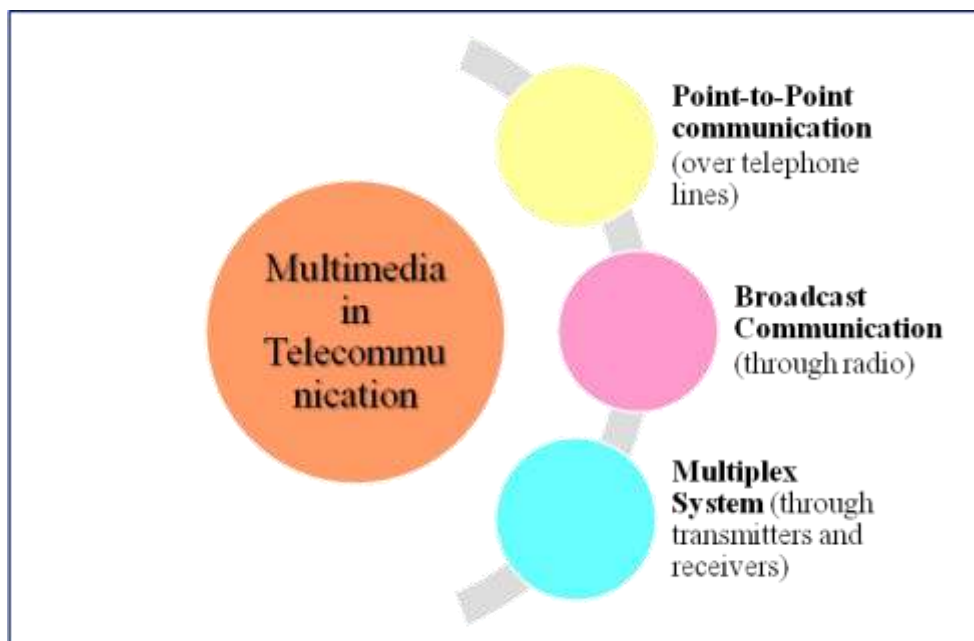 Multimedia
in
Telecommu
nication
Point-to-Point
communication
(over telephone
lines)
Broadcast
Communication
(through radio)
Multiplex
System (through
transmitters and
receivers)